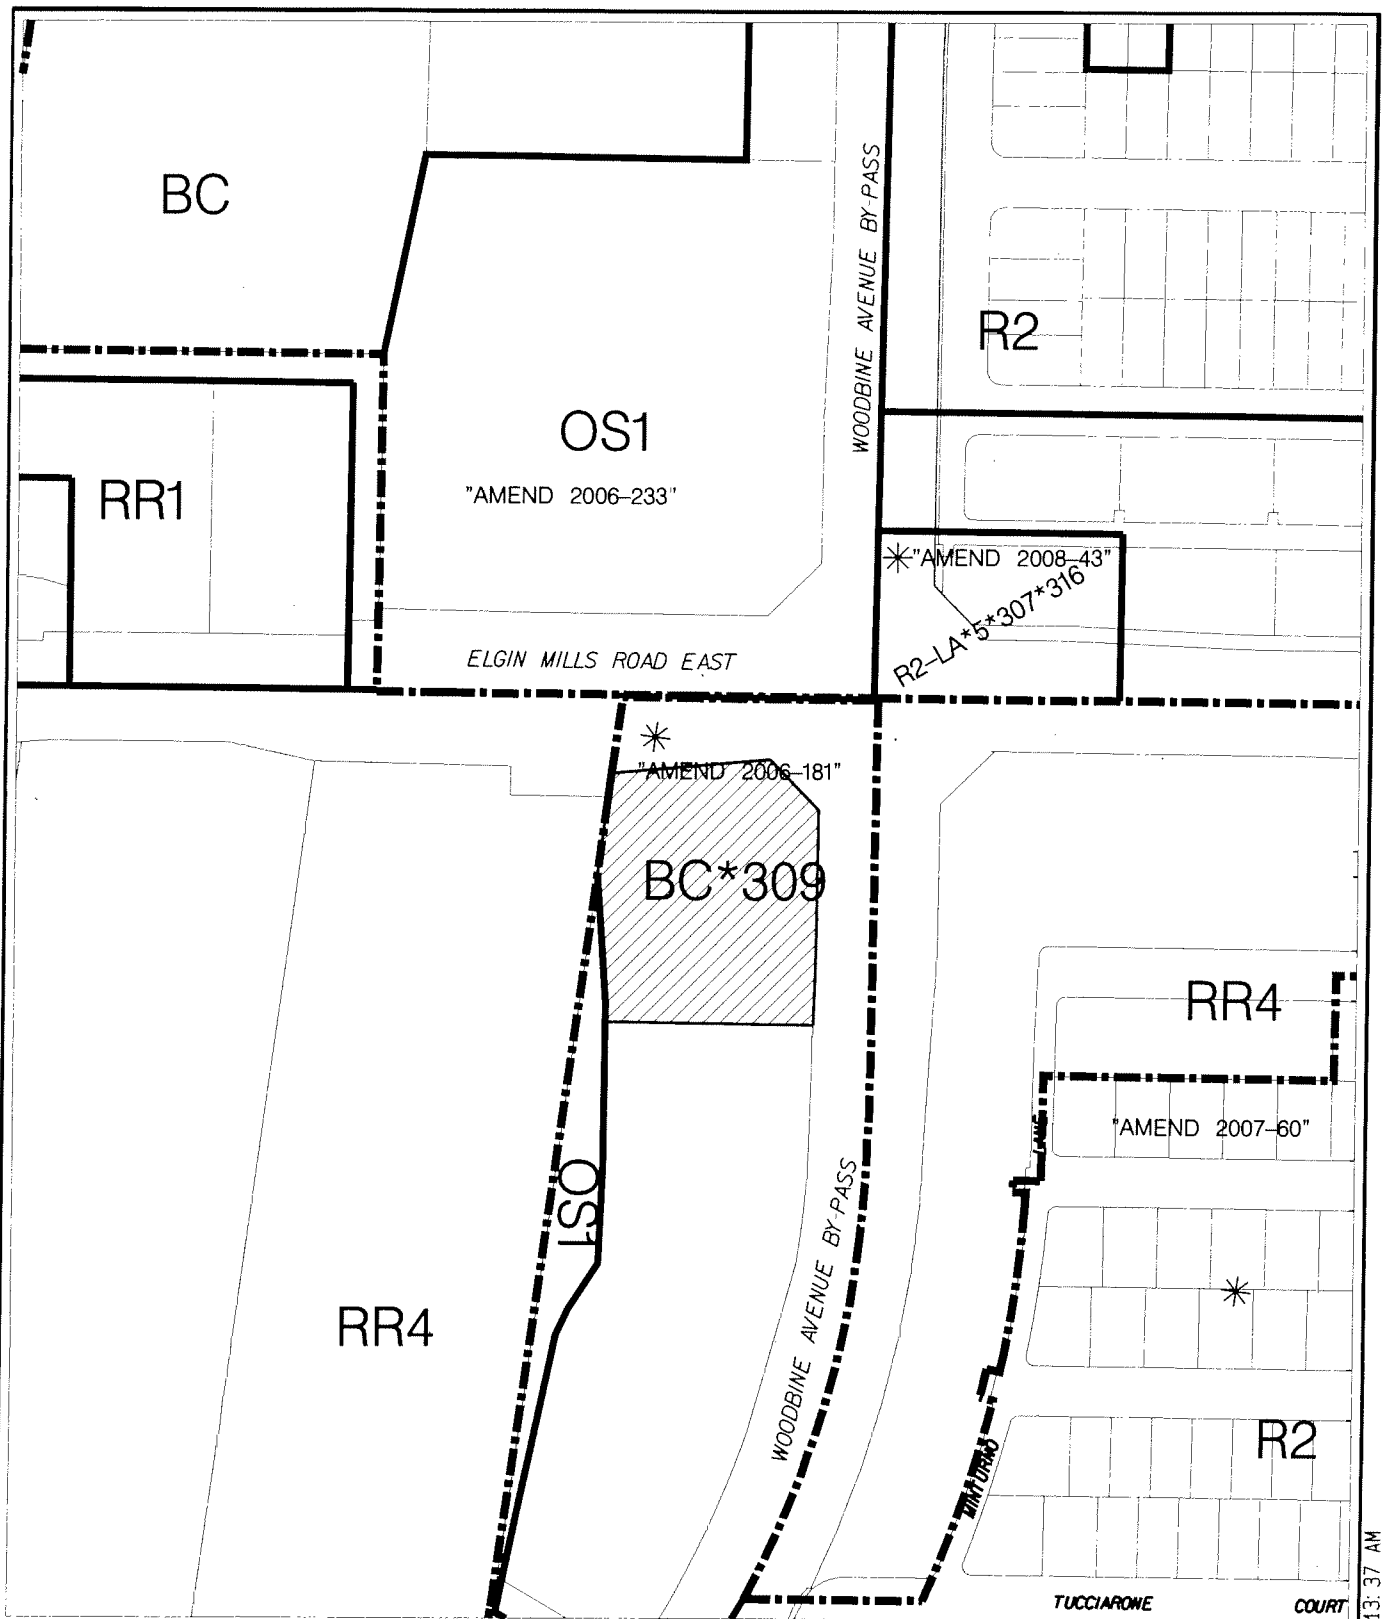 BC
WOODBINE AVENUE BY-PASS
R2
OS1
"AMEND 2006-233"
RR1
"AMEND 2008-43"
R2-LA*5*307*316
ELGIN MILLS ROAD EAST
"AMEND 2006-181"
BC*309
RR4
"AMEND 2007-60"
LANE
OS1
WOODBINE AVENUE BY-PASS
RR4
R2
MINTURNO
TUCCIARONE COURT
13:37 AM